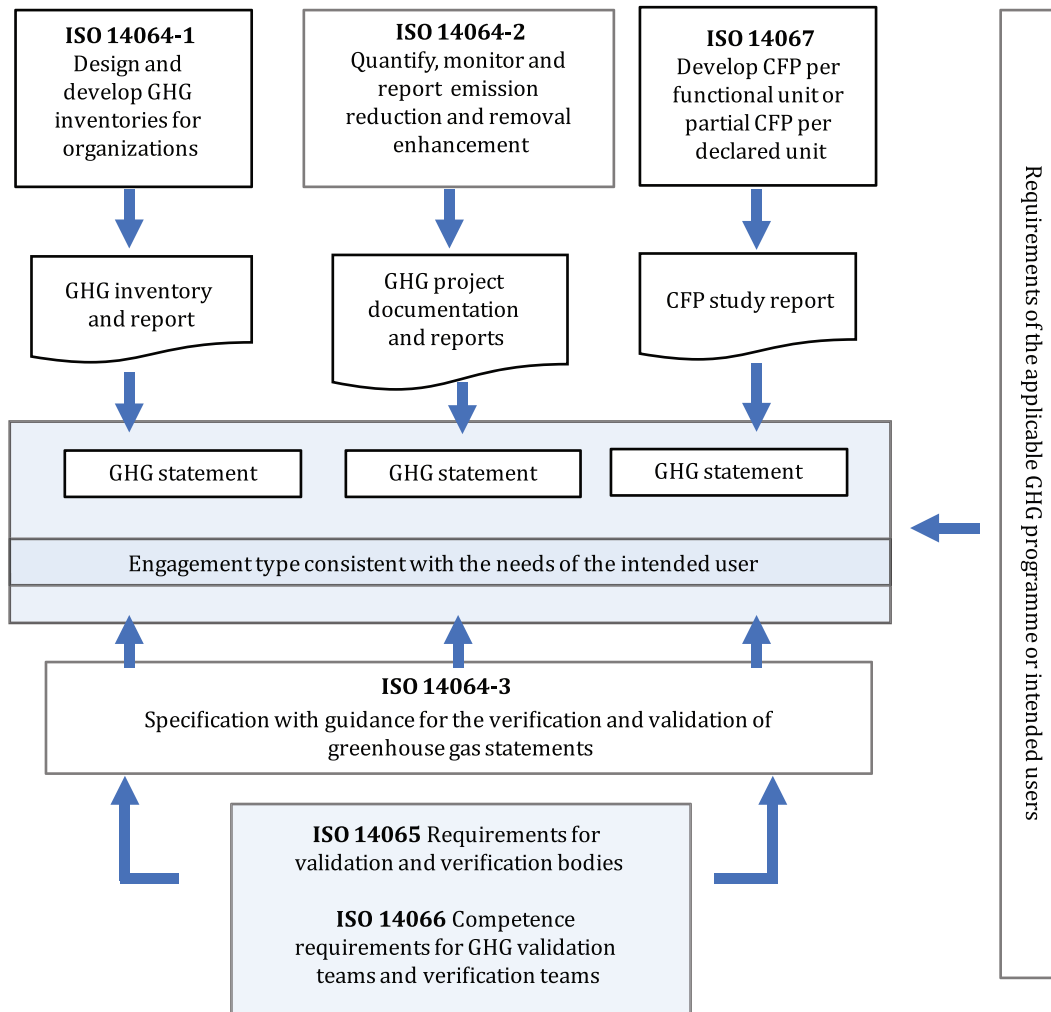 ISO 14064-1
Design and
develop GHG
inventories for
organizations
ISO 14064-2
Quantify, monitor and
report emission
reduction and removal
enhancement
ISO 14067
Develop CFP per
functional unit or
partial CFP per
declared unit
GHG inventory
and report
GHG project
documentation
and reports
CFP study report
GHG statement
GHG statement
GHG statement
Engagement type consistent with the needs of the intended user
ISO 14064-3
Specification with guidance for the verification and validation of
greenhouse gas statements
ISO 14065 Requirements for
validation and verification bodies
ISO 14066 Competence
requirements for GHG validation
teams and verification teams
Requirements of the applicable GHG programme or intended users